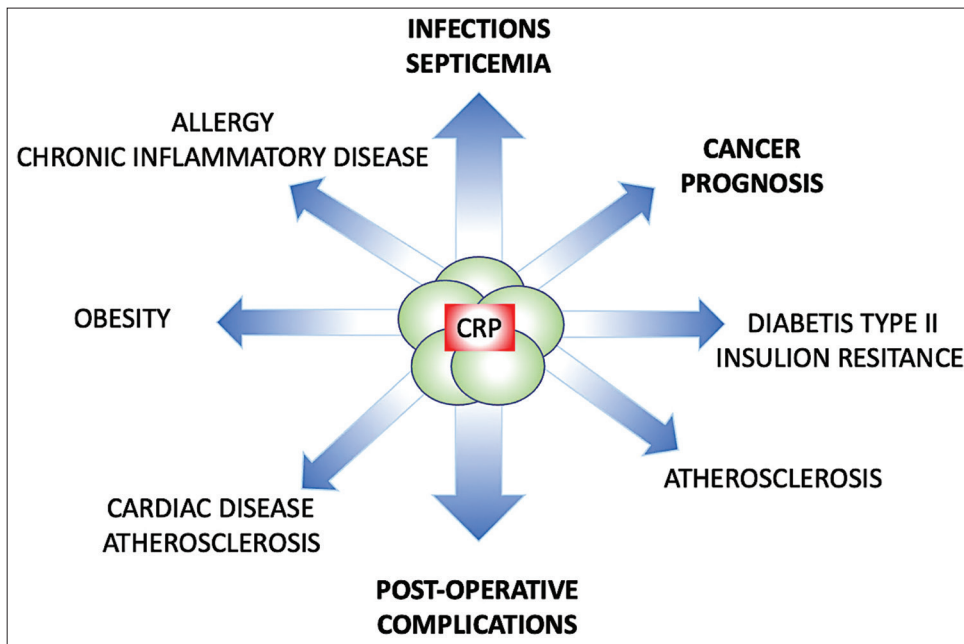 INFECTIONS
SEPTICEMIA
ALLERGY
CHRONIC INFLAMMATORY DISEASE
CANCER
PROGNOSIS
OBESITY
CRP
DIABETIS TYPE II
INSULION RESITANCE
CARDIAC DISEASE
ATHEROSCLEROSIS
ATHEROSCLEROSIS
POST-OPERATIVE
COMPLICATIONS